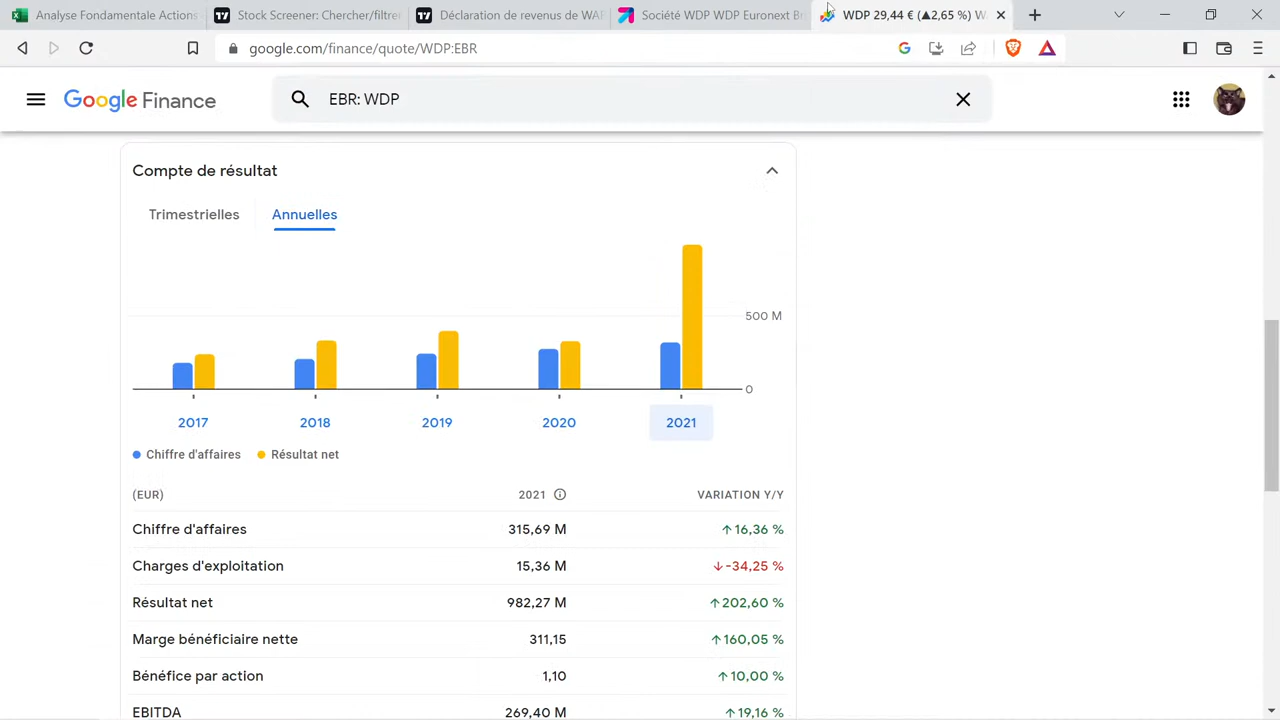 Analyse Fondamentale Actions
Stock Screener: Chercher/filtrer
Déclaration de revenus de WAR
Société WDP WDP Euronext Br
WDP 29,44 € (▲2,65 %) W
google.com/finance/quote/WDP:EBR
Google Finance
EBR: WDP
Compte de résultat
Trimestrielles
Annuelles
500 M
0
2017 2018 2019 2020 2021
Chiffre d'affaires Résultat net
(EUR) 2021 VARIATION Y/Y
Chiffre d'affaires 315,69 M ↑16,36 %
Charges d'exploitation 15,36 M ↓-34,25 %
Résultat net 982,27 M ↑202,60 %
Marge bénéficiaire nette 311,15 ↑160,05 %
Bénéfice par action 1,10 ↑10,00 %
EBITDA 269,40 M ↑19,16 %